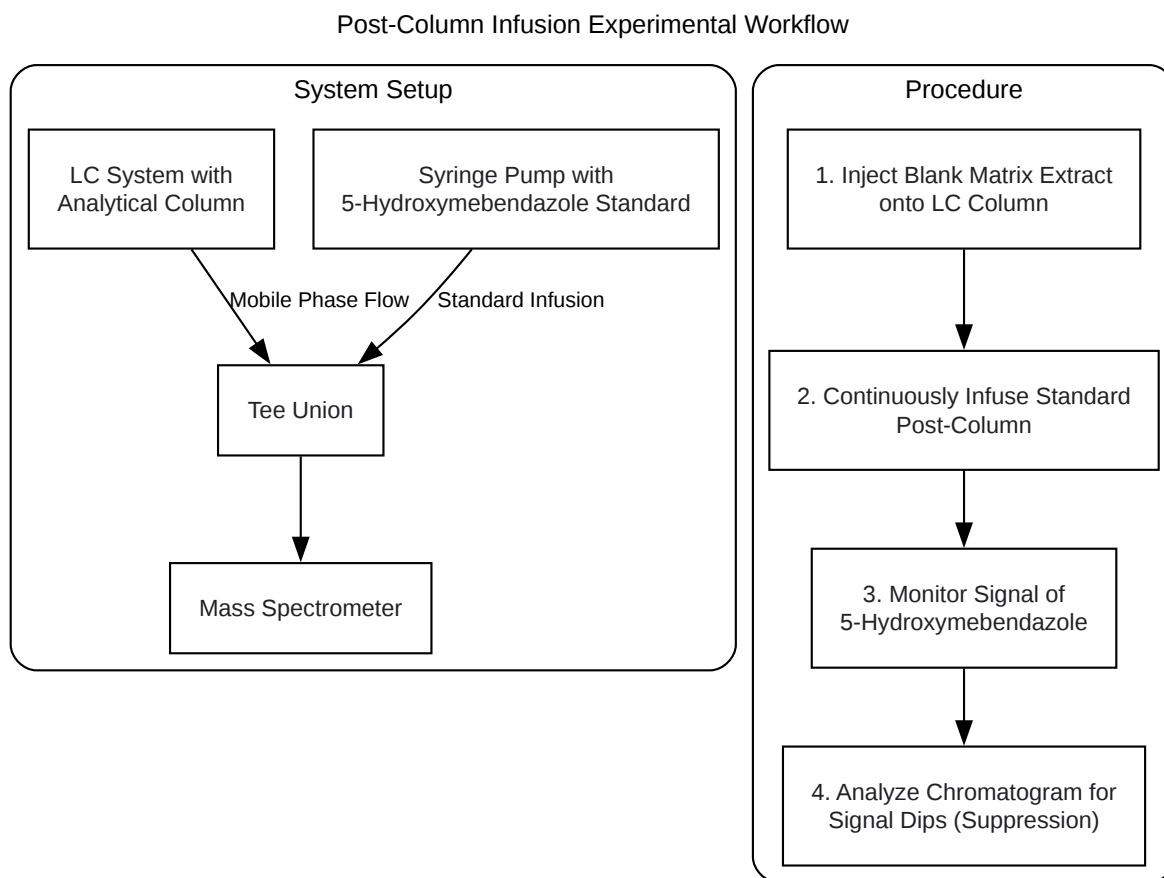 Post-Column Infusion Experimental Workflow
System Setup
LC System with
Analytical Column
Syringe Pump with
5-Hydroxymebendazole Standard
Mobile Phase Flow
Standard Infusion
Tee Union
Mass Spectrometer
Procedure
1. Inject Blank Matrix Extract
onto LC Column
2. Continuously Infuse Standard
Post-Column
3. Monitor Signal of
5-Hydroxymebendazole
4. Analyze Chromatogram for
Signal Dips (Suppression)